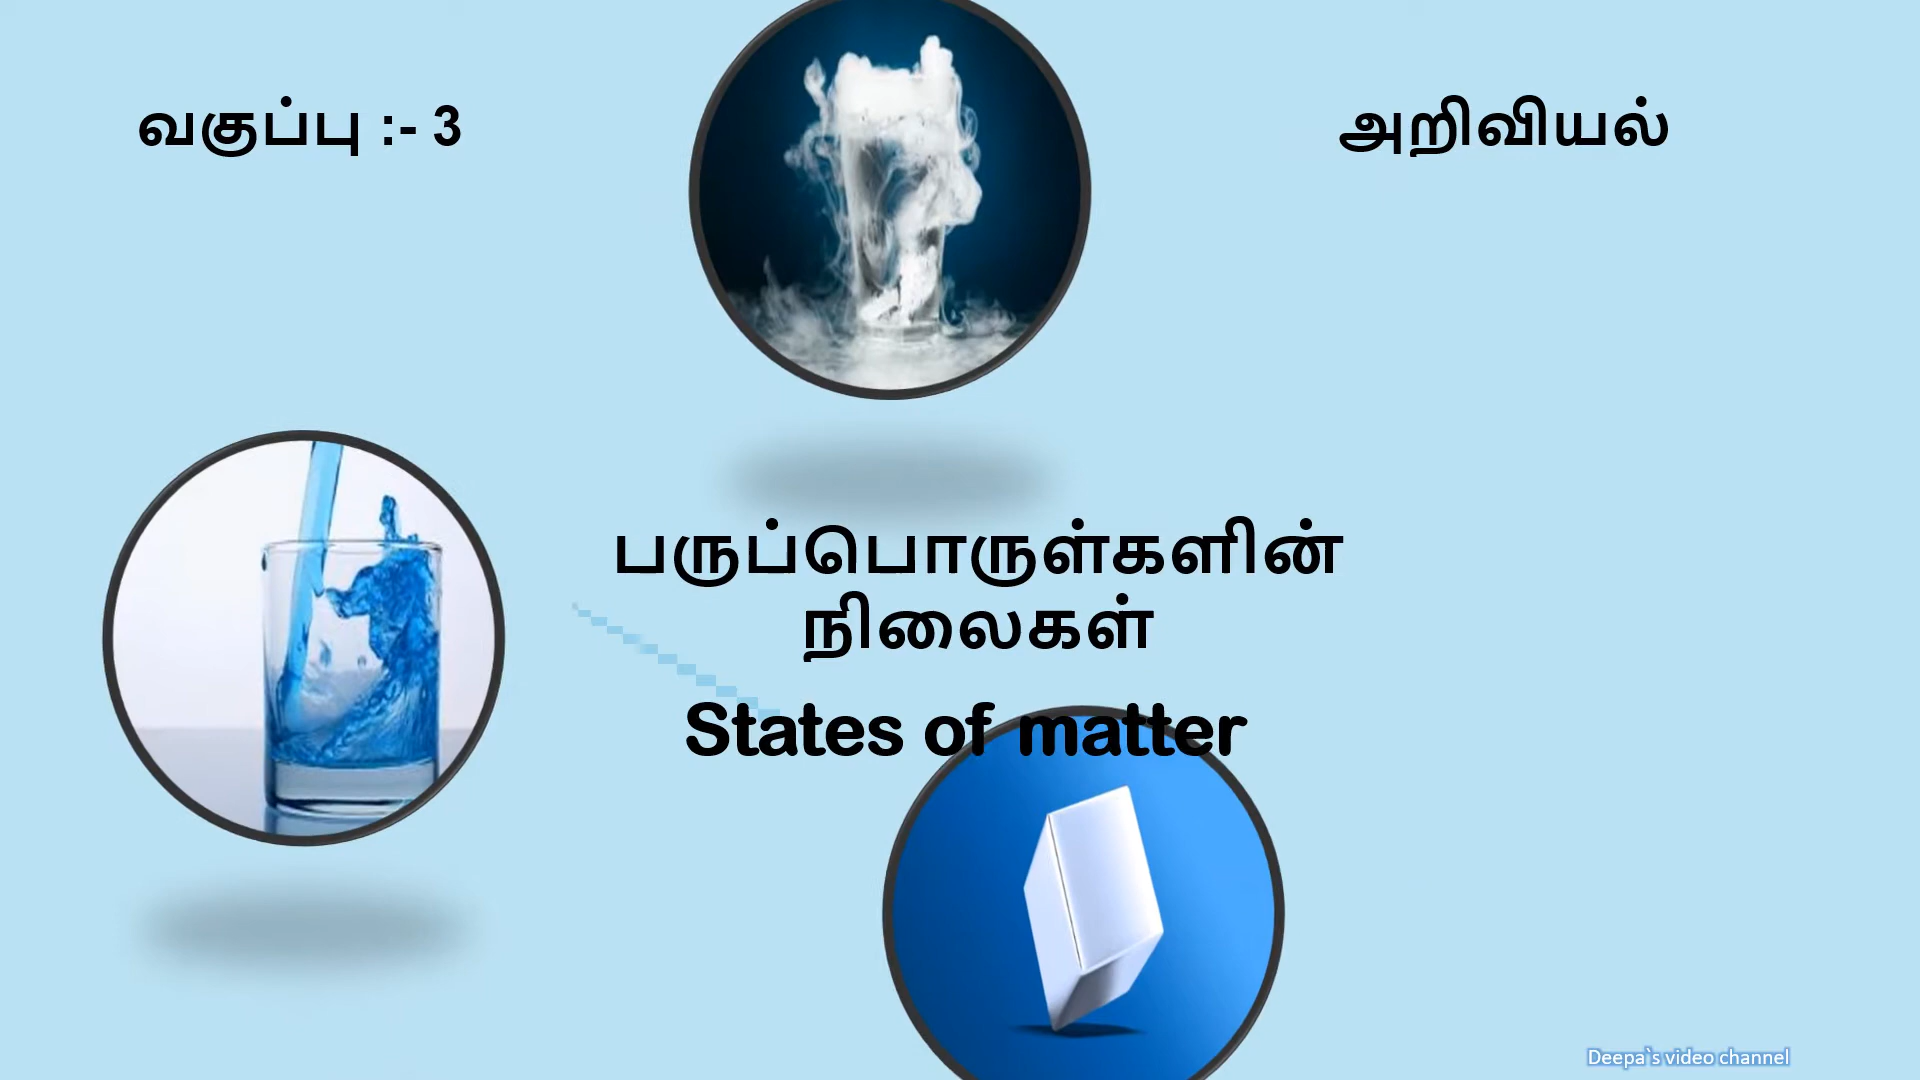 வகுப்பு :- 3
அறிவியல்
பருப்பொருள்களின்
நிலைகள்
States of matter
Deepa`s video channel